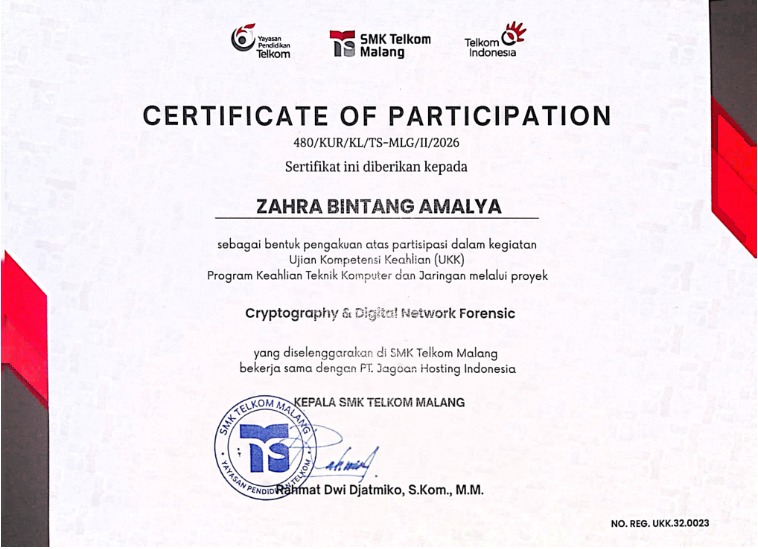 Yayasan
Pendidikan
Telkom
TS SMK Telkom
Malang
Telkom
Indonesia
CERTIFICATE OF PARTICIPATION
480/KUR/KL/TS-MLG/II/2026
Sertifikat ini diberikan kepada
ZAHRA BINTANG AMALYA
sebagai bentuk pengakuan atas partisipasi dalam kegiatan
Ujian Kompetensi Keahlian (UKK)
Program Keahlian Teknik Komputer dan Jaringan melalui proyek
Cryptography & Digital Network Forensic
yang diselenggarakan di SMK Telkom Malang
bekerja sama dengan PT. Jagoan Hosting Indonesia
KEPALA SMK TELKOM MALANG
SMK TELKOM MALANG
TS
YAYASAN PENDIDIKAN TELKOM
Rahmat Dwi Djatmiko, S.Kom., M.M.
NO. REG. UKK.32.0023